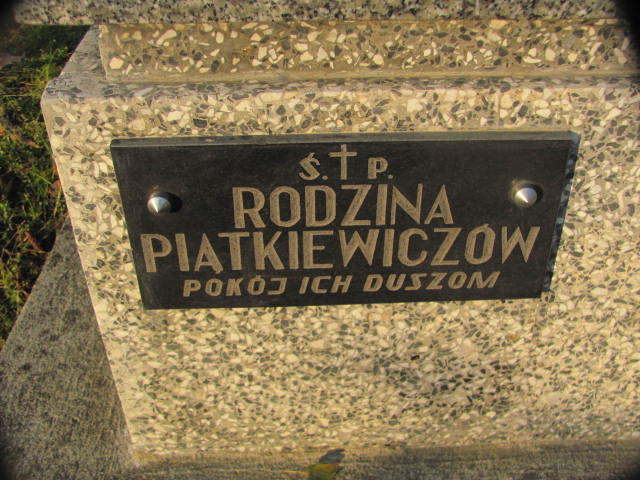 Ś.†P.
RODZINA
PIĄTKIEWICZÓW
POKÓJ ICH DUSZOM